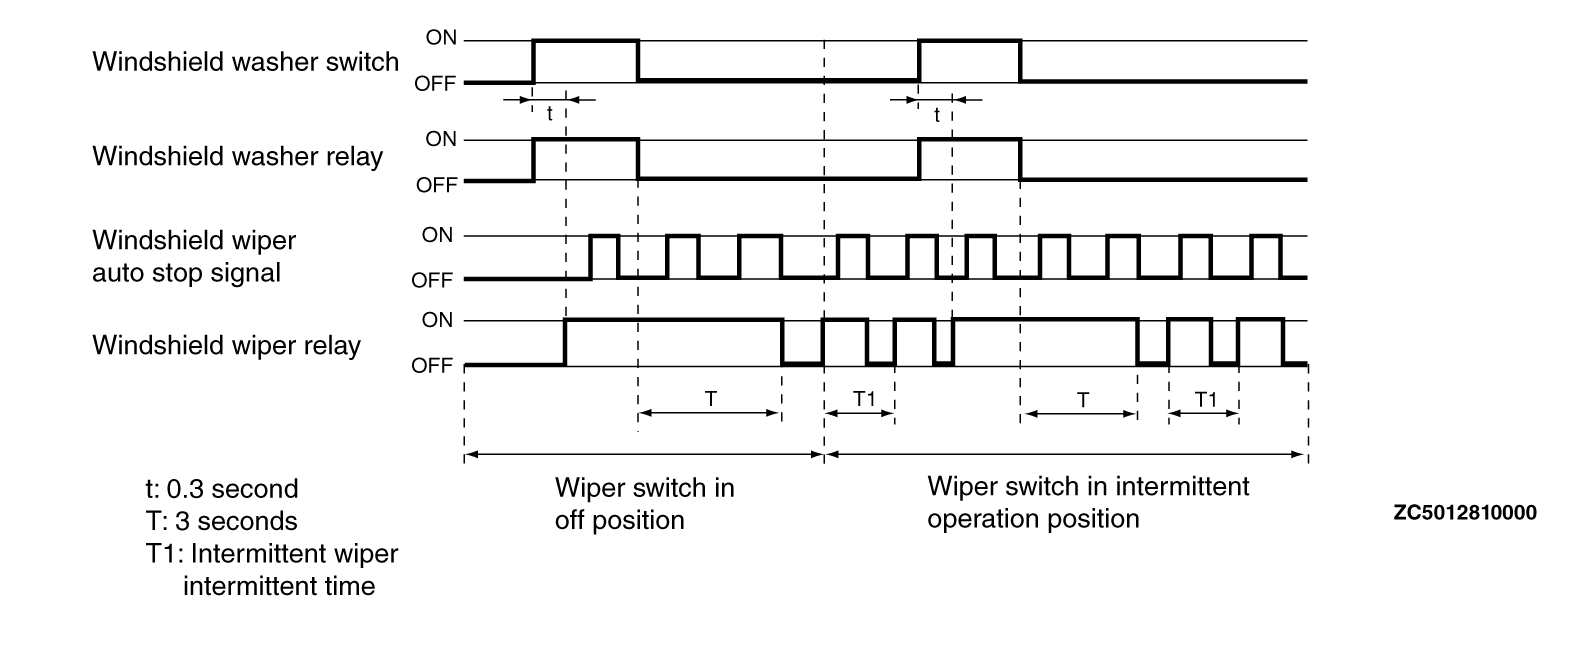 ON
Windshield washer switch
OFF
t
t
ON
Windshield washer relay
OFF
Windshield wiper
auto stop signal
ON
OFF
ON
Windshield wiper relay
OFF
T
T1
T
T1
Wiper switch in
off position
Wiper switch in intermittent
operation position
t: 0.3 second
T: 3 seconds
T1: Intermittent wiper
intermittent time
ZC5012810000